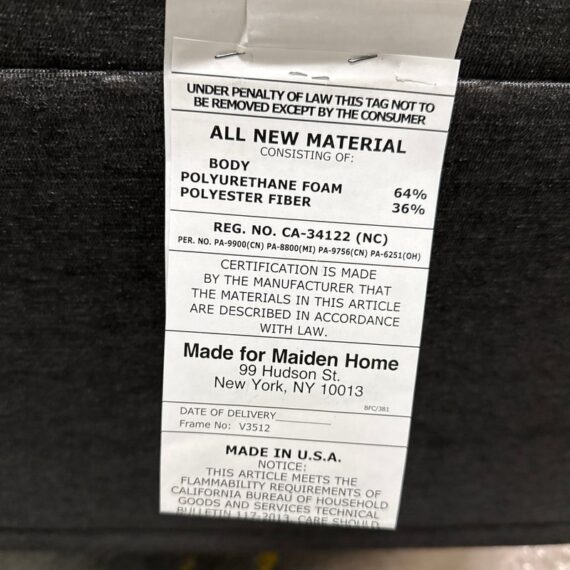 UNDER PENALTY OF LAW THIS TAG NOT TO
BE REMOVED EXCEPT BY THE CONSUMER
ALL NEW MATERIAL
CONSISTING OF:
BODY
POLYURETHANE FOAM 64%
POLYESTER FIBER 36%
REG. NO. CA-34122 (NC)
PER. NO. PA-9900(CN) PA-8800(MI) PA-9756(CN) PA-6251(OH)
CERTIFICATION IS MADE
BY THE MANUFACTURER THAT
THE MATERIALS IN THIS ARTICLE
ARE DESCRIBED IN ACCORDANCE
WITH LAW.
Made for Maiden Home
99 Hudson St.
New York, NY 10013
BFC/381
DATE OF DELIVERY
Frame No: V3512
MADE IN U.S.A.
NOTICE:
THIS ARTICLE MEETS THE
FLAMMABILITY REQUIREMENTS OF
CALIFORNIA BUREAU OF HOUSEHOLD
GOODS AND SERVICES TECHNICAL
BULLETIN 117-2013. CARE SHOULD